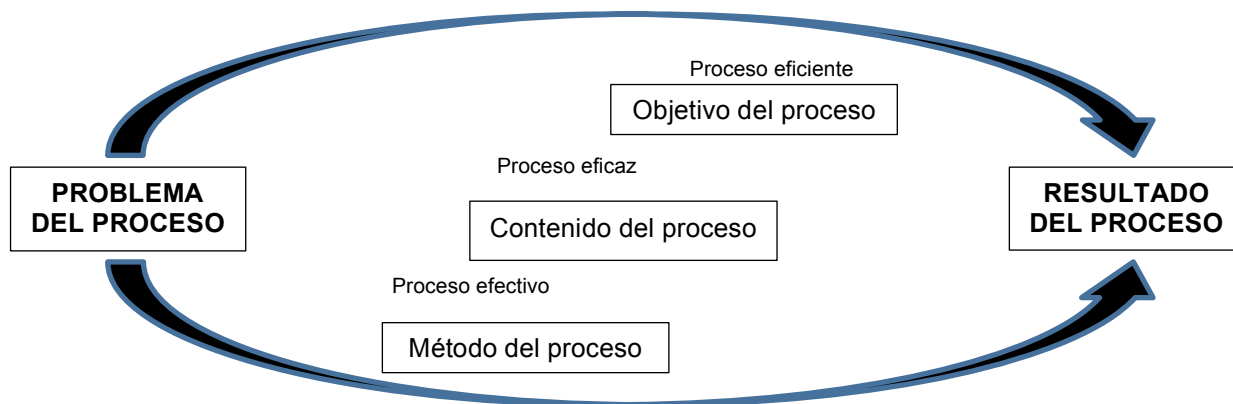 Proceso eficiente
Objetivo del proceso
Proceso eficaz
PROBLEMA
DEL PROCESO
Contenido del proceso
RESULTADO
DEL PROCESO
Proceso efectivo
Método del proceso